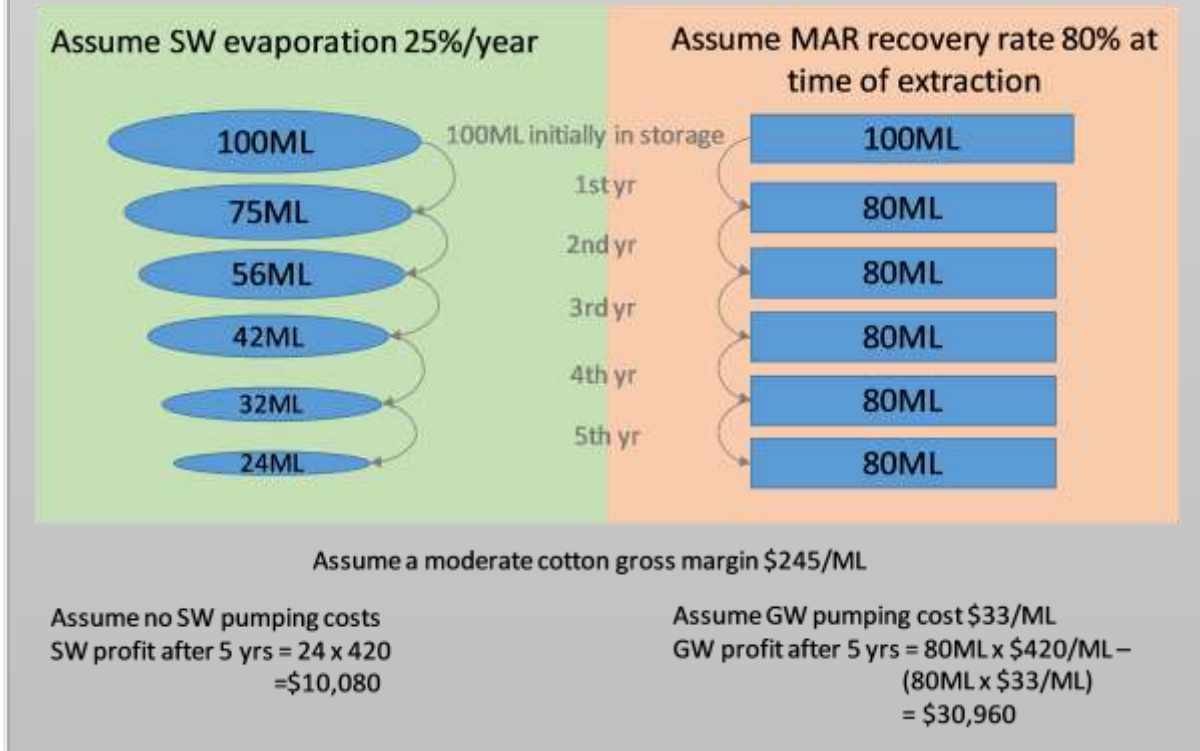 Assume SW evaporation 25%/year
Assume MAR recovery rate 80% at
time of extraction
100ML
100ML initially in storage
100ML
1st yr
75ML
80ML
2nd yr
56ML
80ML
3rd yr
42ML
80ML
4th yr
32ML
80ML
5th yr
24ML
80ML
Assume a moderate cotton gross margin $245/ML
Assume no SW pumping costs
SW profit after 5 yrs = 24 x 420
=$10,080
Assume GW pumping cost $33/ML
GW profit after 5 yrs = 80ML x $420/ML –
(80ML x $33/ML)
= $30,960